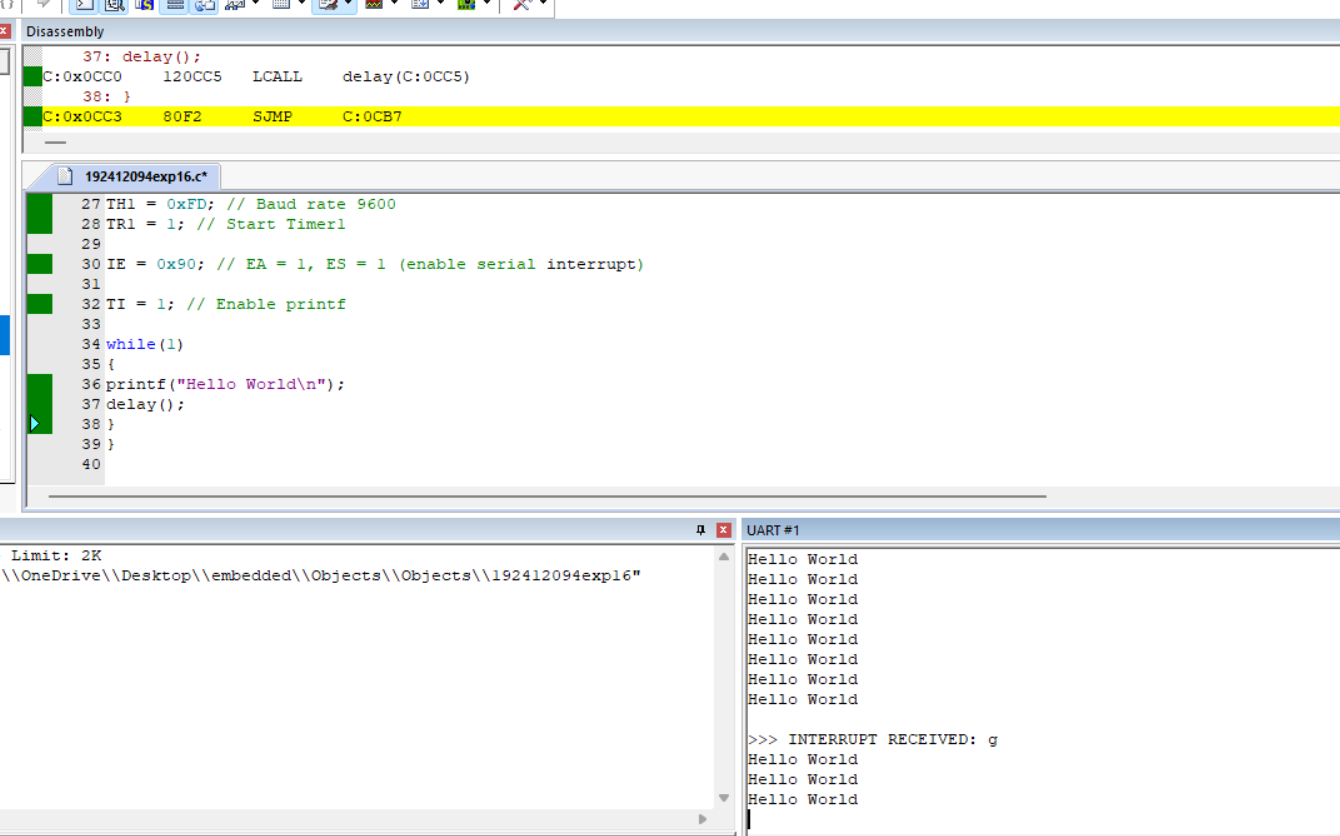 Disassembly
37: delay();
C:0x0CC0 120CC5 LCALL delay(C:0CC5)
38: }
C:0x0CC3 80F2 SJMP C:0CB7
192412094exp16.c*
27 TH1 = 0xFD; // Baud rate 9600
28 TR1 = 1; // Start Timer1
29
30 IE = 0x90; // EA = 1, ES = 1 (enable serial interrupt)
31
32 TI = 1; // Enable printf
33
34 while(1)
35 {
36 printf("Hello World\n");
37 delay();
38 }
39 }
40
Limit: 2K
\\OneDrive\\Desktop\\embedded\\Objects\\Objects\\192412094exp16"
UART #1
Hello World
Hello World
Hello World
Hello World
Hello World
Hello World
Hello World
Hello World
>>> INTERRUPT RECEIVED: g
Hello World
Hello World
Hello World